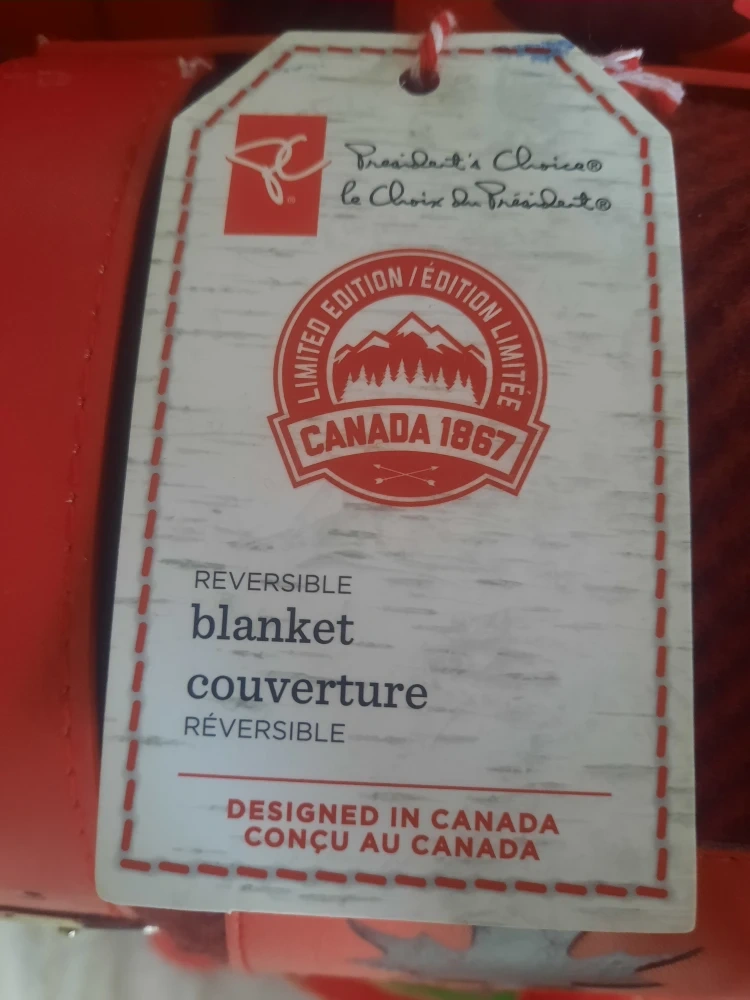 PC
President's Choice®
le Choix du Président®
LIMITED EDITION / ÉDITION LIMITÉE
CANADA 1867
REVERSIBLE
blanket
couverture
RÉVERSIBLE
DESIGNED IN CANADA
CONÇU AU CANADA